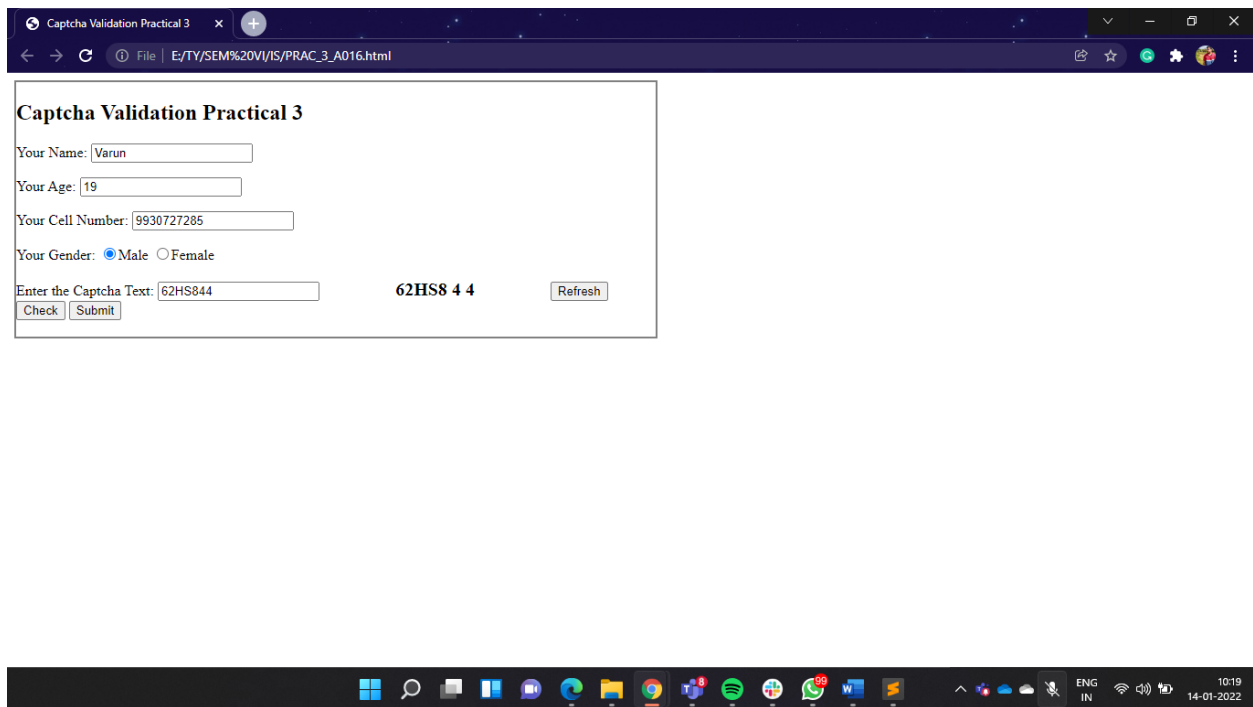 Captcha Validation Practical 3
File | E:/TY/SEM%20VI/IS/PRAC_3_A016.html
Captcha Validation Practical 3
Your Name: Varun
Your Age: 19
Your Cell Number: 9930727285
Your Gender: Male Female
Enter the Captcha Text: 62HS844 62HS8 4 4 Refresh
Check Submit
8 99 ENG 10:19
IN 14-01-2022